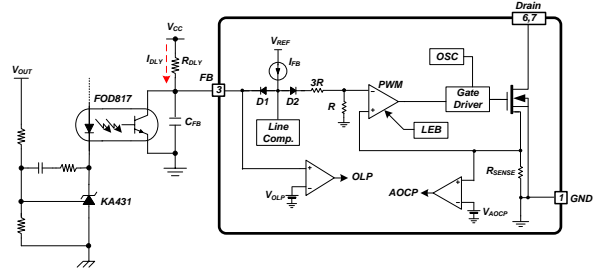 Drain
6,7
VCC
IDLY
RDLY
VREF
IFB
OSC
VOUT
FB
3
3R
PWM
FOD817
D1
D2
R
Gate
Driver
CFB
Line
Comp.
LEB
OLP
RSENSE
KA431
VOLP
AOCP
VAOCP
1
GND